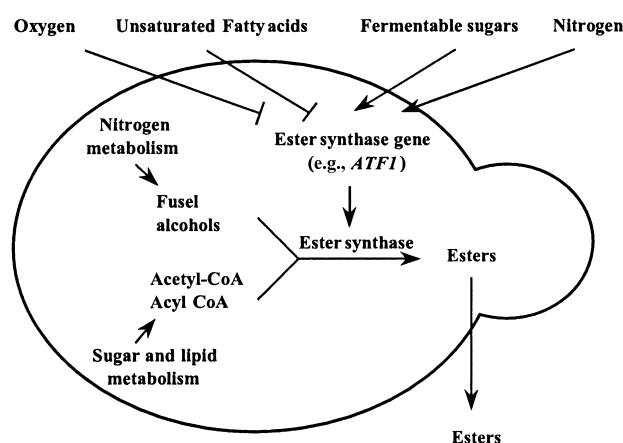 Oxygen Unsaturated Fatty acids Fermentable sugars Nitrogen
Nitrogen
metabolism
Ester synthase gene
(e.g., ATF1)
Fusel
alcohols
Ester synthase
Esters
Acetyl-CoA
Acyl CoA
Sugar and lipid
metabolism
Esters